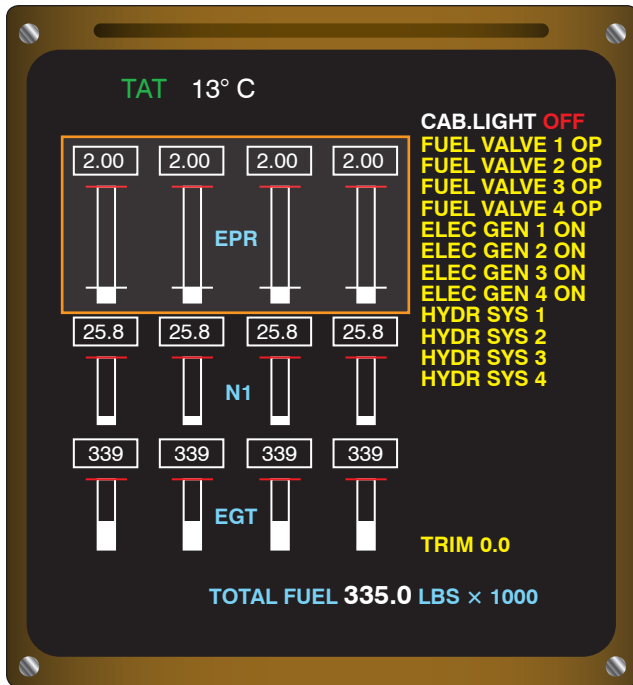 TAT 13° C
CAB.LIGHT OFF
FUEL VALVE 1 OP
FUEL VALVE 2 OP
FUEL VALVE 3 OP
FUEL VALVE 4 OP
ELEC GEN 1 ON
ELEC GEN 2 ON
ELEC GEN 3 ON
ELEC GEN 4 ON
HYDR SYS 1
HYDR SYS 2
HYDR SYS 3
HYDR SYS 4
2.00 2.00 2.00 2.00
EPR
25.8 25.8 25.8 25.8
N1
339 339 339 339
EGT
TRIM 0.0
TOTAL FUEL 335.0 LBS × 1000